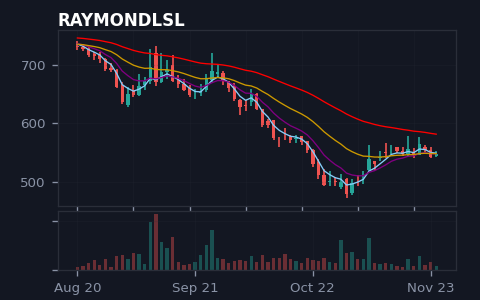 RAYMONDLSL
700
600
500
Aug 20
Sep 21
Oct 22
Nov 23